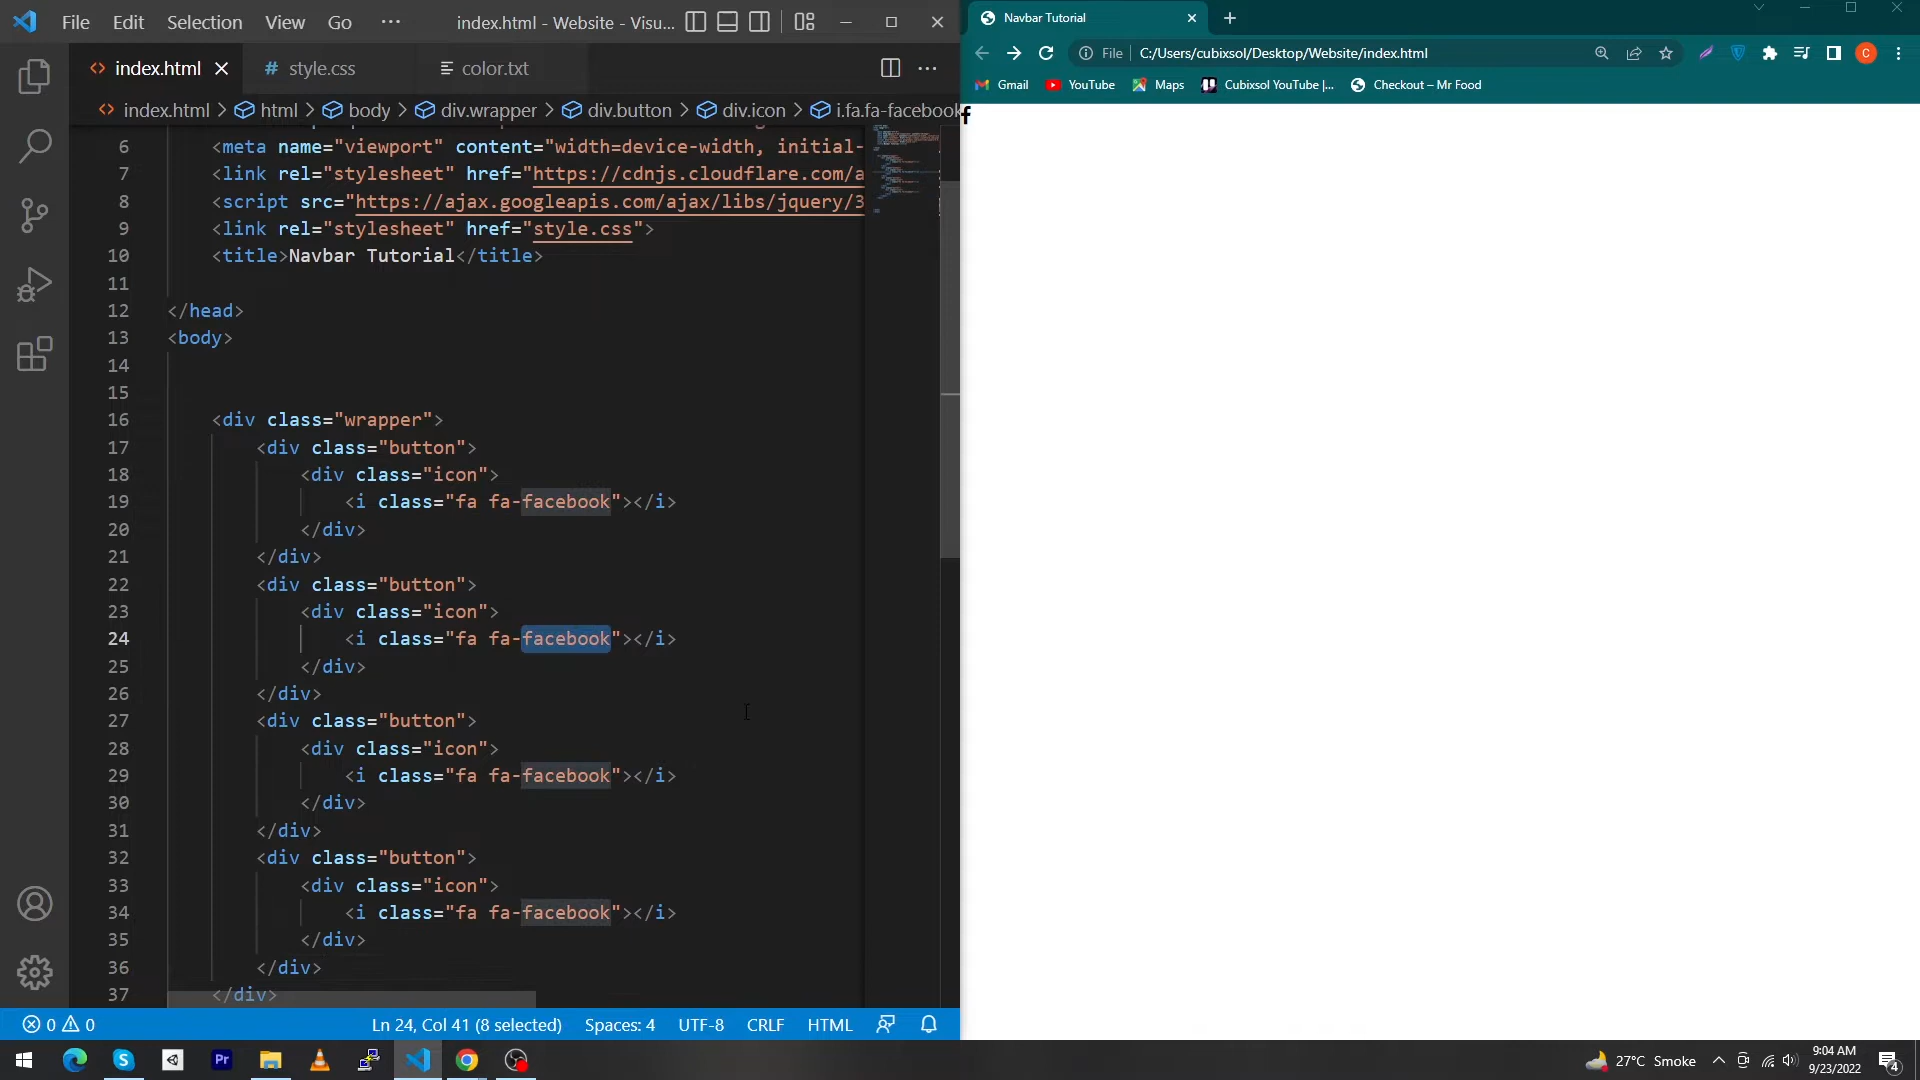 File Edit Selection View Go ··· index.html - Website - Visu...
index.html style.css color.txt
index.html > html > body > div.wrapper > div.button > div.icon > i.fa.fa-facebook
6 <meta name="viewport" content="width=device-width, initial-
7 <link rel="stylesheet" href="https://cdnjs.cloudflare.com/a
8 <script src="https://ajax.googleapis.com/ajax/libs/jquery/3
9 <link rel="stylesheet" href="style.css">
10 <title>Navbar Tutorial</title>
11
12 </head>
13 <body>
14
15
16 <div class="wrapper">
17 <div class="button">
18 <div class="icon">
19 <i class="fa fa-facebook"></i>
20 </div>
21 </div>
22 <div class="button">
23 <div class="icon">
24 <i class="fa fa-facebook"></i>
25 </div>
26 </div>
27 <div class="button">
28 <div class="icon">
29 <i class="fa fa-facebook"></i>
30 </div>
31 </div>
32 <div class="button">
33 <div class="icon">
34 <i class="fa fa-facebook"></i>
35 </div>
36 </div>
37 </div>
0 0 Ln 24, Col 41 (8 selected) Spaces: 4 UTF-8 CRLF HTML
Navbar Tutorial
File C:/Users/cubixsol/Desktop/Website/index.html C
Gmail YouTube Maps Cubixsol YouTube |... Checkout – Mr Food
f
S Pr 27°C Smoke 9:04 AM
9/23/2022 4